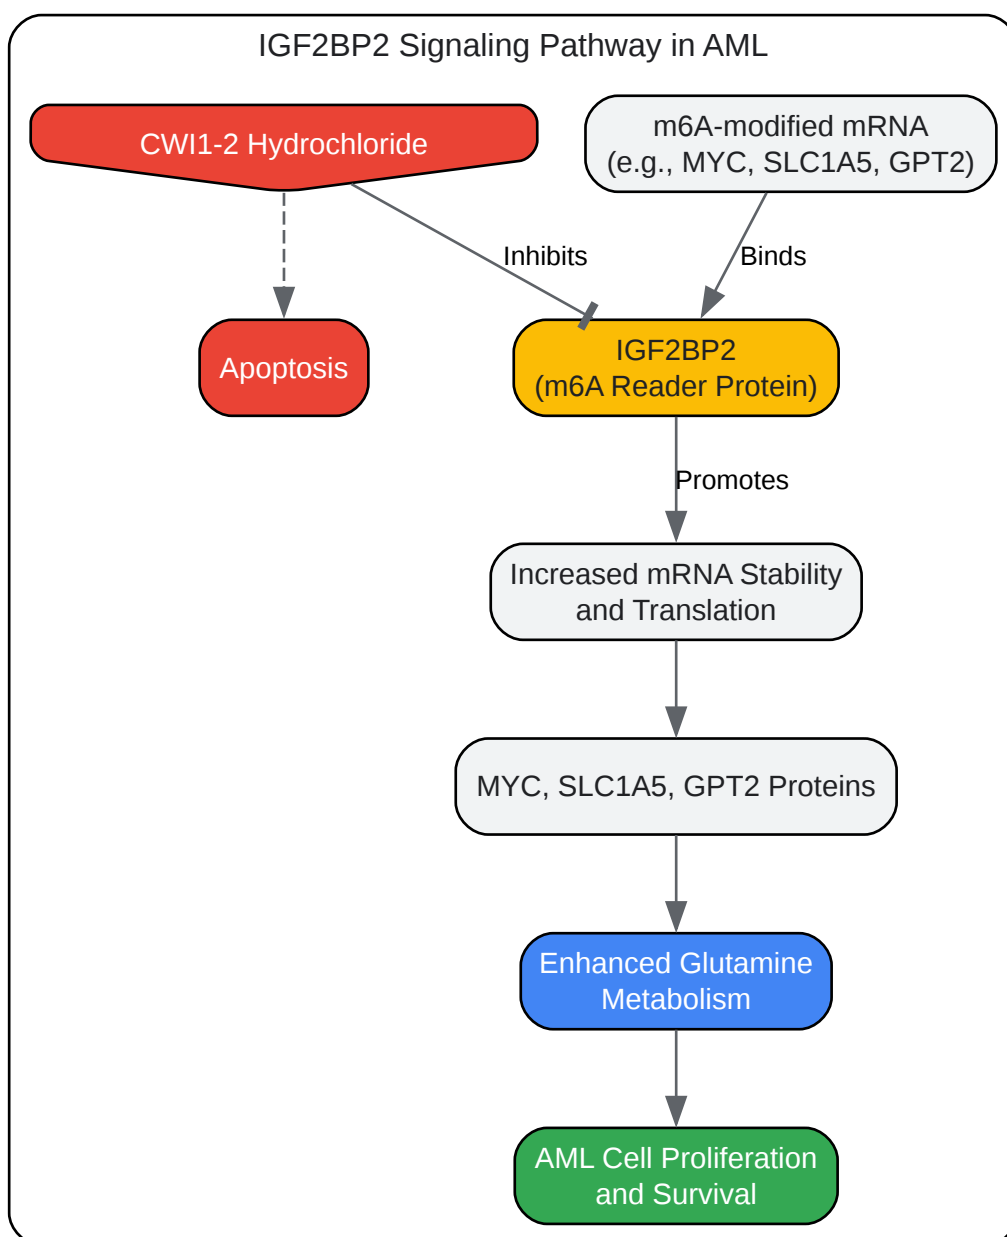 IGF2BP2 Signaling Pathway in AML
CWI1-2 Hydrochloride
m6A-modified mRNA
(e.g., MYC, SLC1A5, GPT2)
Inhibits
Binds
Apoptosis
IGF2BP2
(m6A Reader Protein)
Promotes
Increased mRNA Stability
and Translation
MYC, SLC1A5, GPT2 Proteins
Enhanced Glutamine
Metabolism
AML Cell Proliferation
and Survival